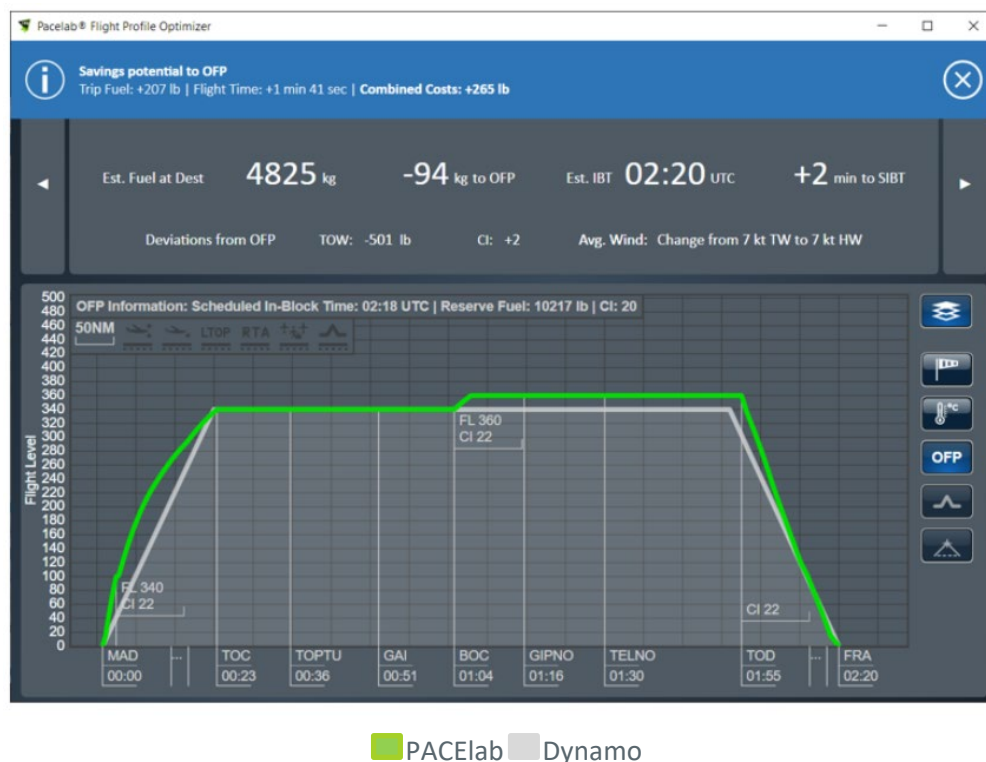 Pacelab® Flight Profile Optimizer
Savings potential to OFP
Trip Fuel: +207 lb | Flight Time: +1 min 41 sec | Combined Costs: +265 lb
Est. Fuel at Dest 4825 kg -94 kg to OFP Est. IBT 02:20 UTC +2 min to SIBT
Deviations from OFP TOW: -501 lb CI: +2 Avg. Wind: Change from 7 kt TW to 7 kt HW
OFP Information: Scheduled In-Block Time: 02:18 UTC | Reserve Fuel: 10217 lb | CI: 20
50NM LTOP RTA
Flight Level
500
480
460
440
420
400
380
360
340
320
300
280
260
240
220
200
180
160
140
120
100
80
60
40
20
0
FL 360
CI 22
FL 340
CI 22
CI 22
°C
OFP
MAD ... TOC TOPTU GAI BOC GIPNO TELNO TOD ... FRA
00:00 00:23 00:36 00:51 01:04 01:16 01:30 01:55 02:20
PACElab Dynamo